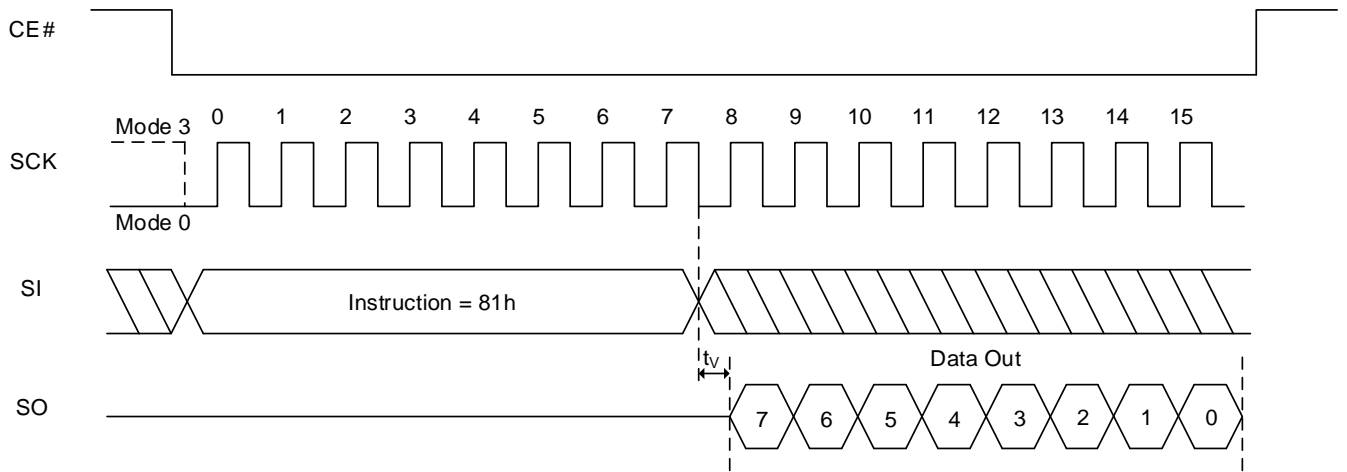 CE#
0 1 2 3 4 5 6 7 8 9 10 11 12 13 14 15
Mode 3
SCK
Mode 0
SI
Instruction = 81h
tV
Data Out
SO
7 6 5 4 3 2 1 0